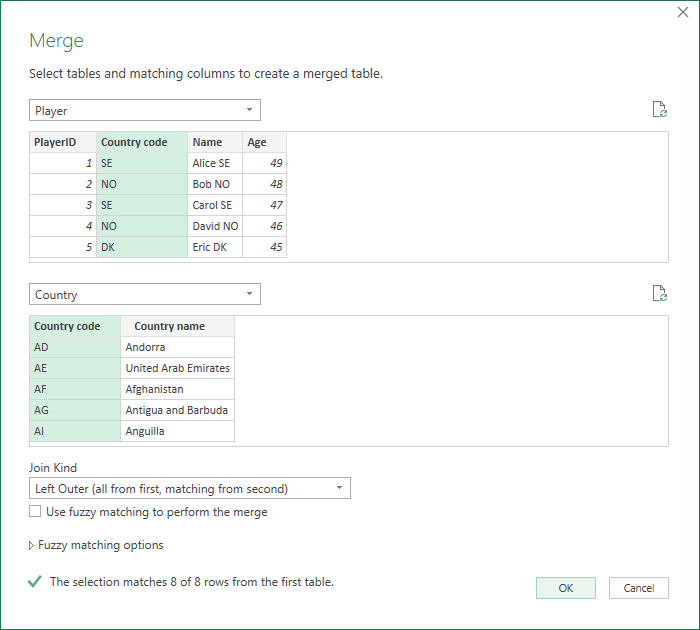 Merge
Select tables and matching columns to create a merged table.
Player
PlayerID Country code Name Age
1 SE Alice SE 49
2 NO Bob NO 48
3 SE Carol SE 47
4 NO David NO 46
5 DK Eric DK 45
Country
Country code Country name
AD Andorra
AE United Arab Emirates
AF Afghanistan
AG Antigua and Barbuda
AI Anguilla
Join Kind
Left Outer (all from first, matching from second)
Use fuzzy matching to perform the merge
Fuzzy matching options
The selection matches 8 of 8 rows from the first table.
OK Cancel